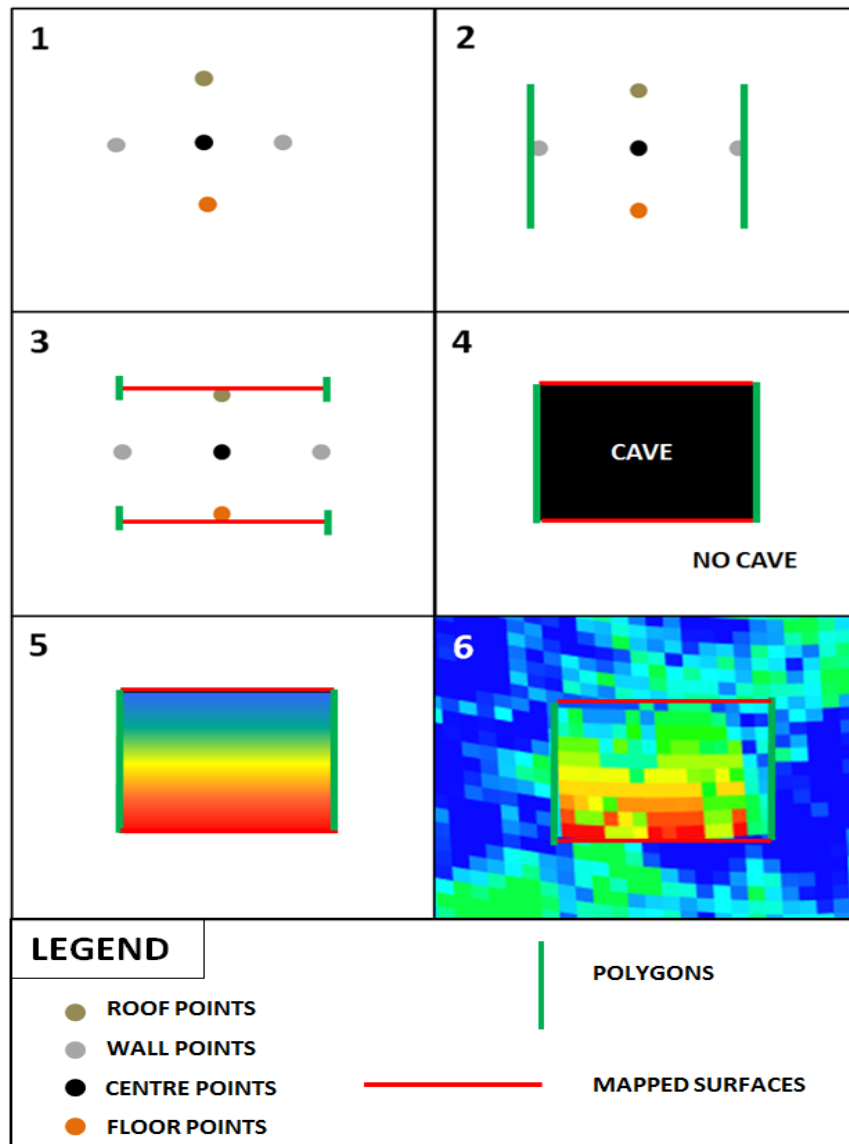 1
2
3
4
CAVE
NO CAVE
5
6
LEGEND
ROOF POINTS
WALL POINTS
CENTRE POINTS
FLOOR POINTS
POLYGONS
MAPPED SURFACES